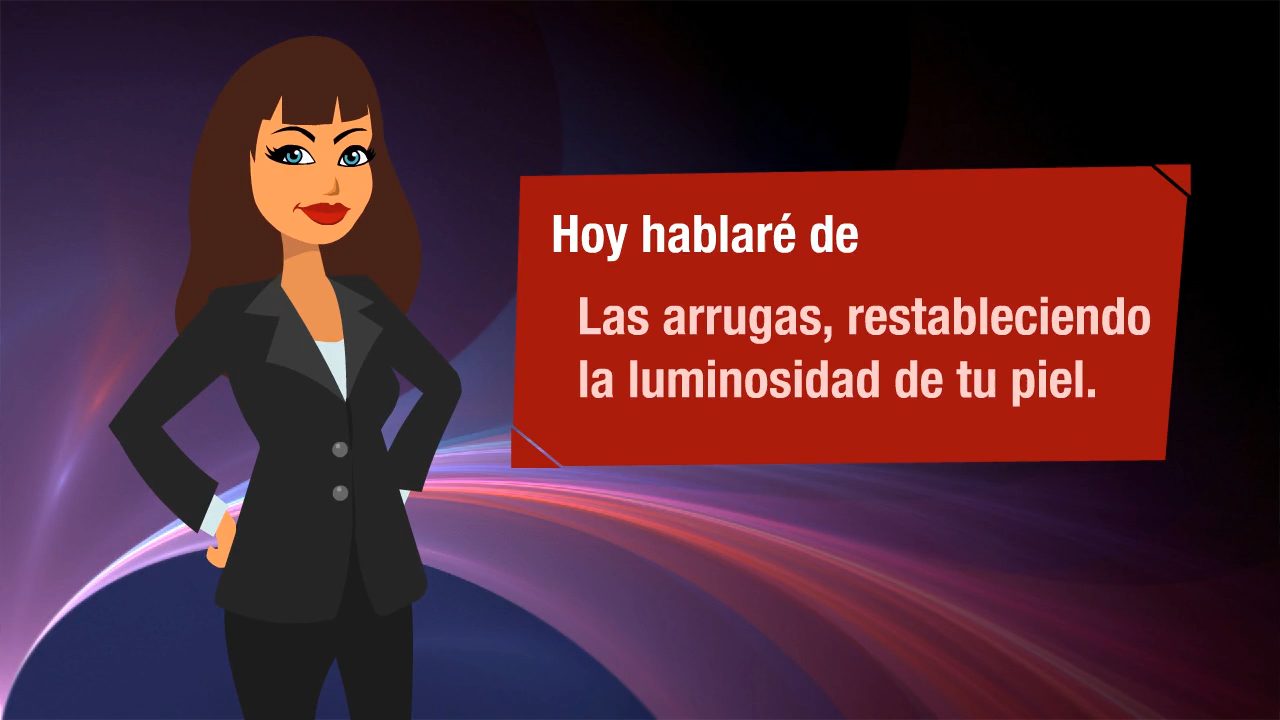 Hoy hablaré de
Las arrugas, restableciendo
la luminosidad de tu piel.